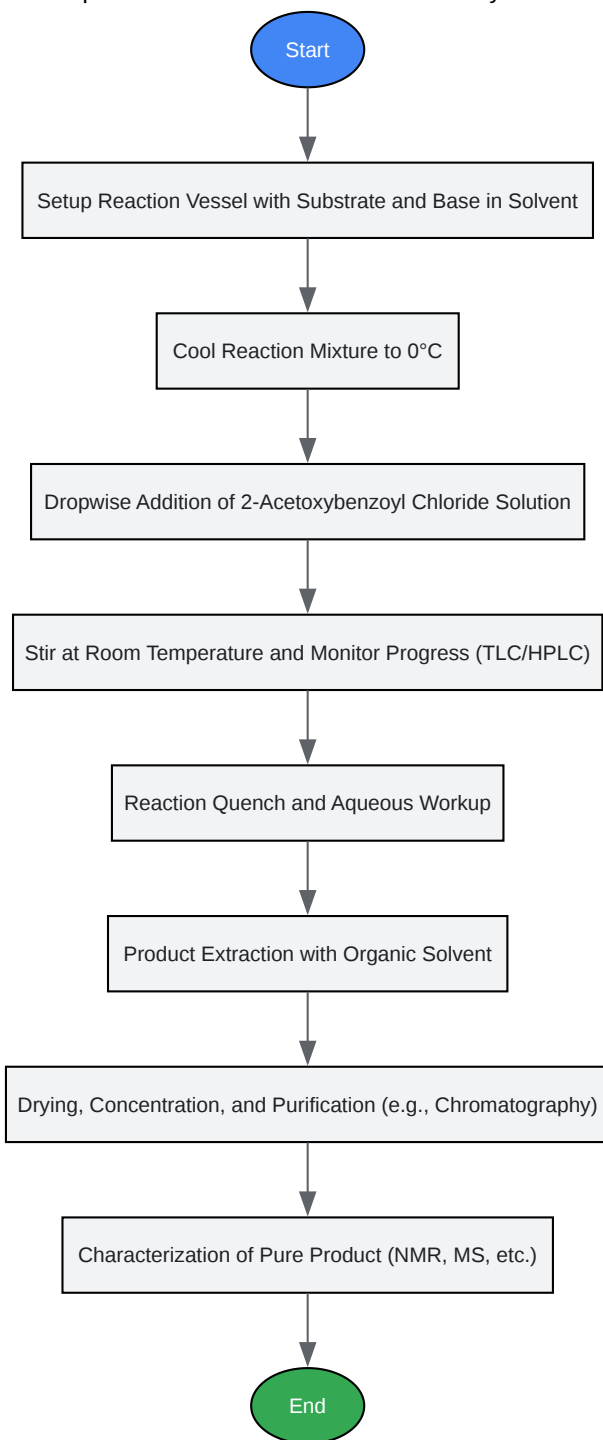 Start
Setup Reaction Vessel with Substrate and Base in Solvent
Cool Reaction Mixture to 0°C
Dropwise Addition of 2-Acetoxybenzoyl Chloride Solution
Stir at Room Temperature and Monitor Progress (TLC/HPLC)
Reaction Quench and Aqueous Workup
Product Extraction with Organic Solvent
Drying, Concentration, and Purification (e.g., Chromatography)
Characterization of Pure Product (NMR, MS, etc.)
End